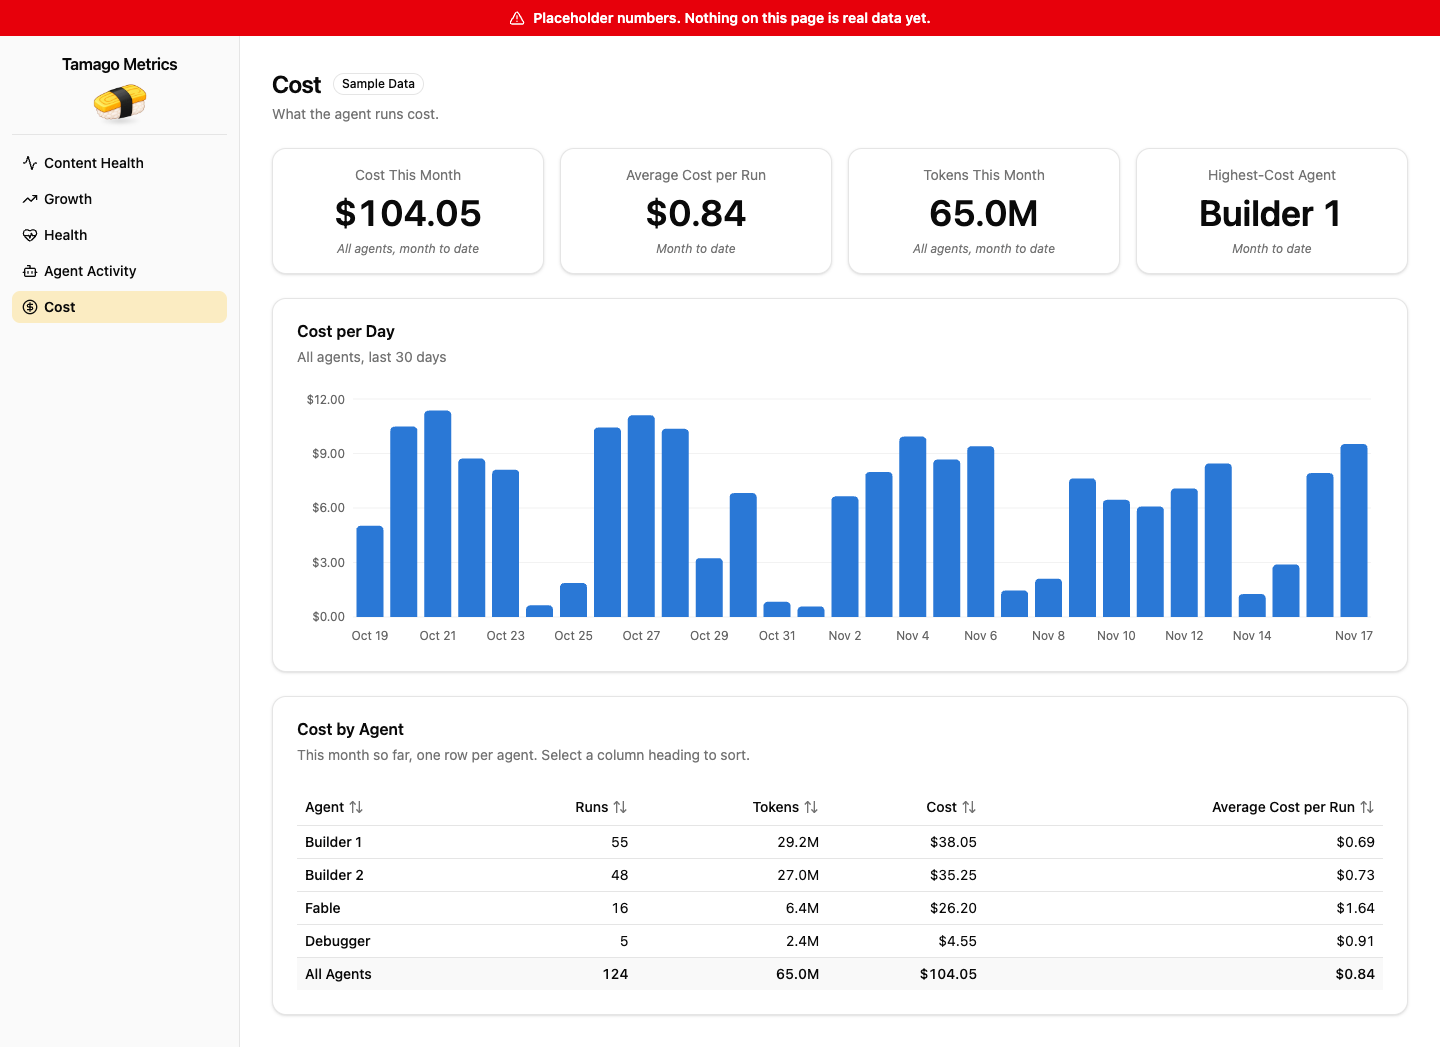 Placeholder numbers. Nothing on this page is real data yet.
Tamago Metrics
Content Health
Growth
Health
Agent Activity
Cost
Cost Sample Data
What the agent runs cost.
Cost This Month
$104.05
All agents, month to date
Average Cost per Run
$0.84
Month to date
Tokens This Month
65.0M
All agents, month to date
Highest-Cost Agent
Builder 1
Month to date
Cost per Day
All agents, last 30 days
$12.00
$9.00
$6.00
$3.00
$0.00
Oct 19 Oct 21 Oct 23 Oct 25 Oct 27 Oct 29 Oct 31 Nov 2 Nov 4 Nov 6 Nov 8 Nov 10 Nov 12 Nov 14 Nov 17
Cost by Agent
This month so far, one row per agent. Select a column heading to sort.
Agent Runs Tokens Cost Average Cost per Run
Builder 1 55 29.2M $38.05 $0.69
Builder 2 48 27.0M $35.25 $0.73
Fable 16 6.4M $26.20 $1.64
Debugger 5 2.4M $4.55 $0.91
All Agents 124 65.0M $104.05 $0.84